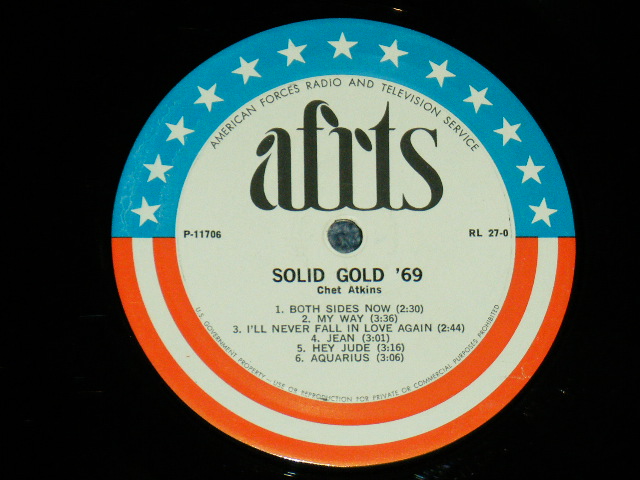 AMERICAN FORCES RADIO AND TELEVISION SERVICE
afrts
P-11706
RL 27-0
SOLID GOLD '69
Chet Atkins
1. BOTH SIDES NOW (2:30)
2. MY WAY (3:36)
3. I'LL NEVER FALL IN LOVE AGAIN (2:44)
4. JEAN (3:01)
5. HEY JUDE (3:16)
6. AQUARIUS (3:06)
U.S. GOVERNMENT PROPERTY — USE OR REPRODUCTION FOR PRIVATE OR COMMERCIAL PURPOSES PROHIBITED